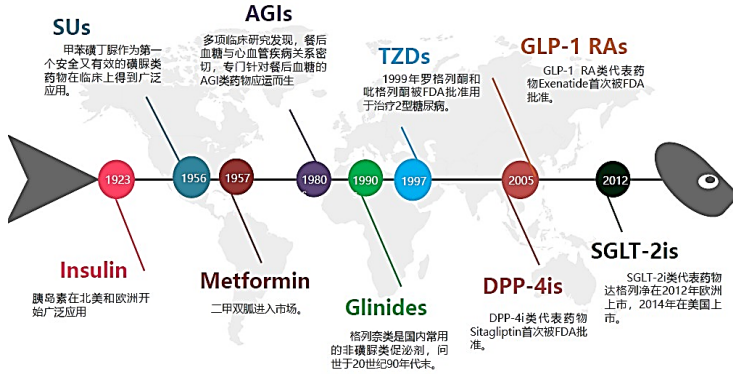 SUs
甲苯磺丁脲作为第一
个安全又有效的磺脲类
药物在临床上得到广泛
应用。
AGIs
多项临床研究发现，餐后
血糖与心血管疾病关系密
切，专门针对餐后血糖的
AGI类药物应运而生
TZDs
1999年罗格列酮和
吡格列酮被FDA批准用
于治疗2型糖尿病。
GLP-1 RAs
GLP-1 RA类代表药
物Exenatide首次被FDA
批准。
1923
1956
1957
1980
1990
1997
2005
2012
Insulin
胰岛素在北美和欧洲开
始广泛应用
Metformin
二甲双胍进入市场。
Glinides
格列奈类是国内常用
的非磺脲类促泌剂，问
世于20世纪90年代末。
DPP-4is
DPP-4i类代表药物
Sitagliptin首次被FDA批
准。
SGLT-2is
SGLT-2i类代表药物
达格列净在2012年欧洲
上市，2014年在美国上
市。